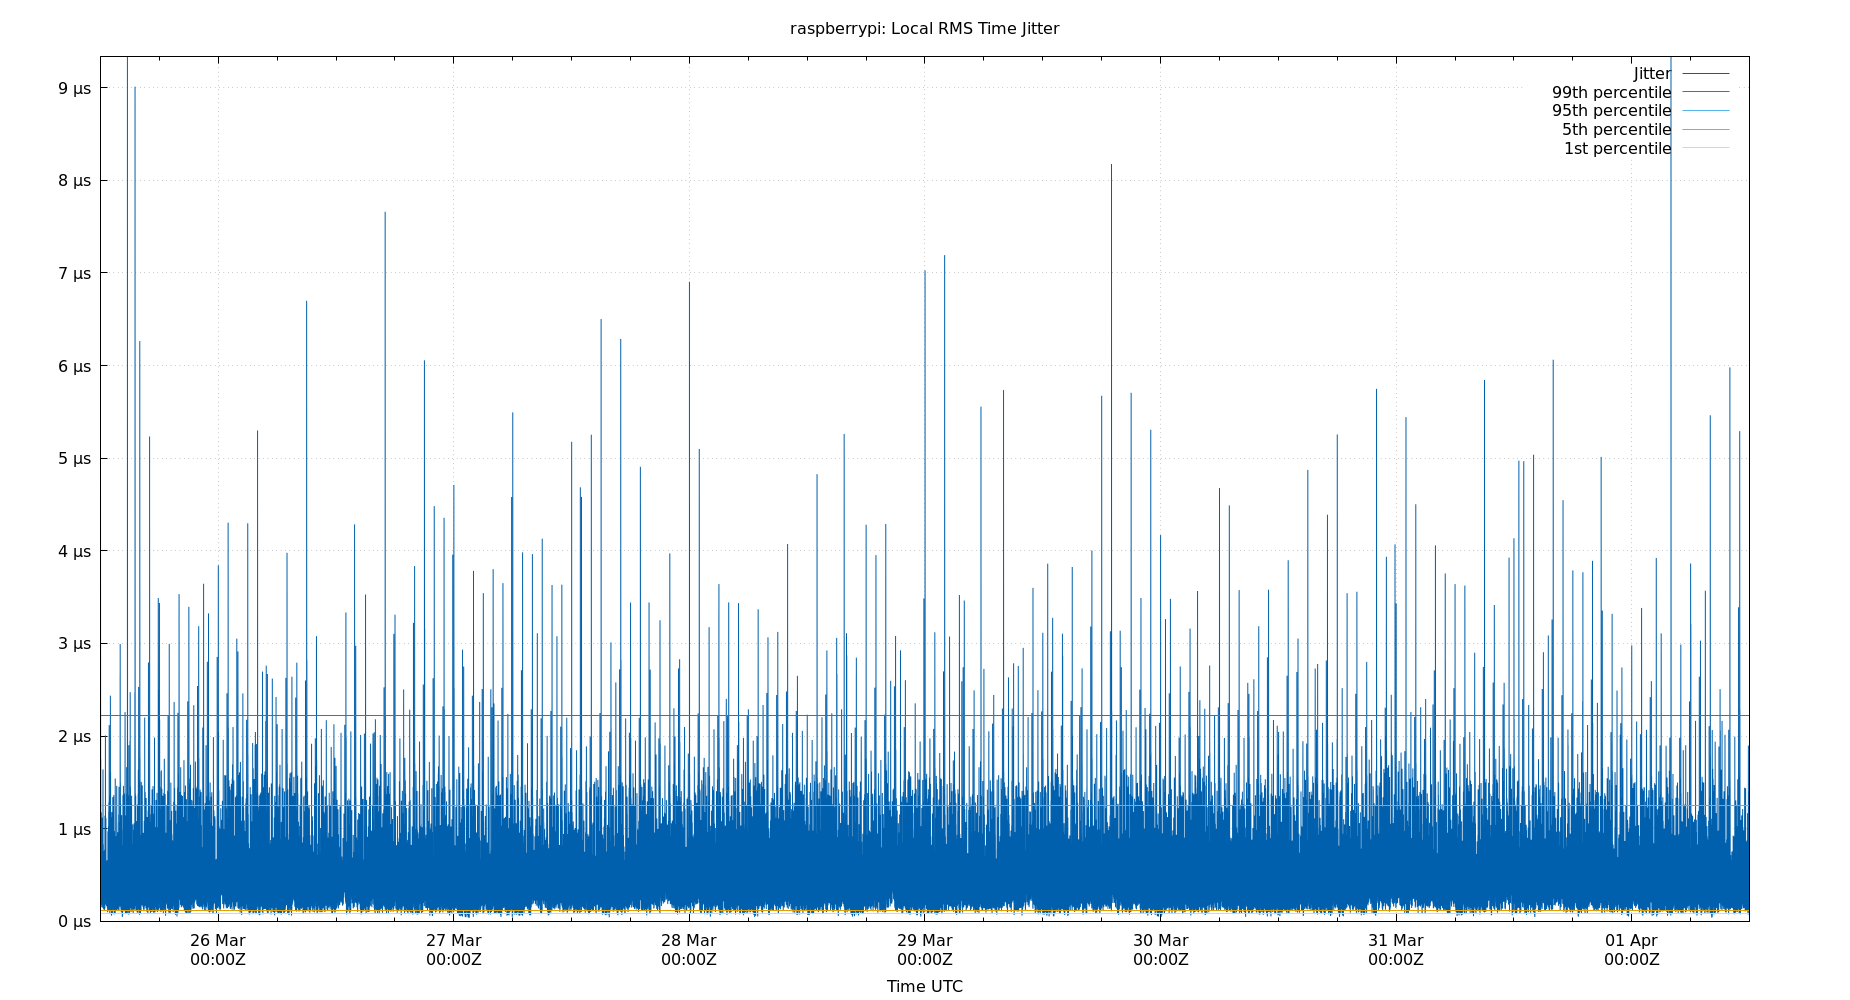 raspberrypi: Local RMS Time Jitter
Jitter
99th percentile
95th percentile
5th percentile
1st percentile
9 µs
8 µs
7 µs
6 µs
5 µs
4 µs
3 µs
2 µs
1 µs
0 µs
26 Mar 27 Mar 28 Mar 29 Mar 30 Mar 31 Mar 01 Apr
00:00Z 00:00Z 00:00Z 00:00Z 00:00Z 00:00Z 00:00Z
Time UTC